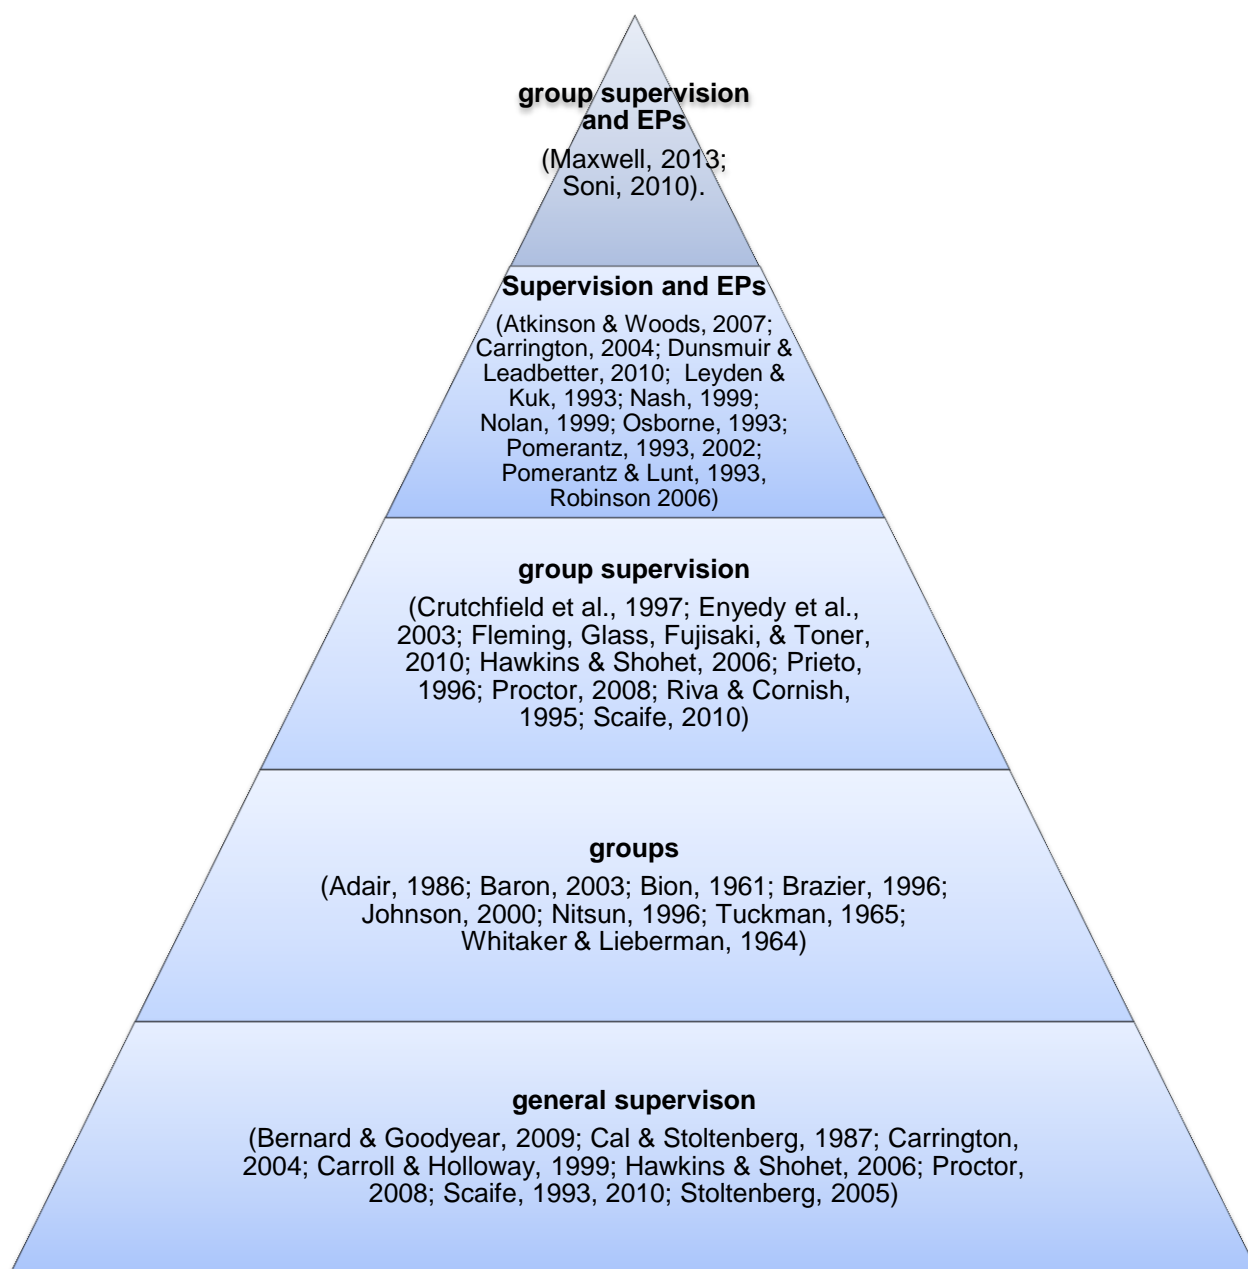 group supervision
and EPs
(Maxwell, 2013;
Soni, 2010).
Supervision and EPs
(Atkinson & Woods, 2007;
Carrington, 2004; Dunsmuir &
Leadbetter, 2010;  Leyden &
Kuk, 1993; Nash, 1999;
Nolan, 1999; Osborne, 1993;
Pomerantz, 1993, 2002;
Pomerantz & Lunt, 1993,
Robinson 2006)
group supervision
(Crutchfield et al., 1997; Enyedy et al.,
2003; Fleming, Glass, Fujisaki, & Toner,
2010; Hawkins & Shohet, 2006; Prieto,
1996; Proctor, 2008; Riva & Cornish,
1995; Scaife, 2010)
groups
(Adair, 1986; Baron, 2003; Bion, 1961; Brazier, 1996;
Johnson, 2000; Nitsun, 1996; Tuckman, 1965;
Whitaker & Lieberman, 1964)
general supervison
(Bernard & Goodyear, 2009; Cal & Stoltenberg, 1987; Carrington,
2004; Carroll & Holloway, 1999; Hawkins & Shohet, 2006; Proctor,
2008; Scaife, 1993, 2010; Stoltenberg, 2005)